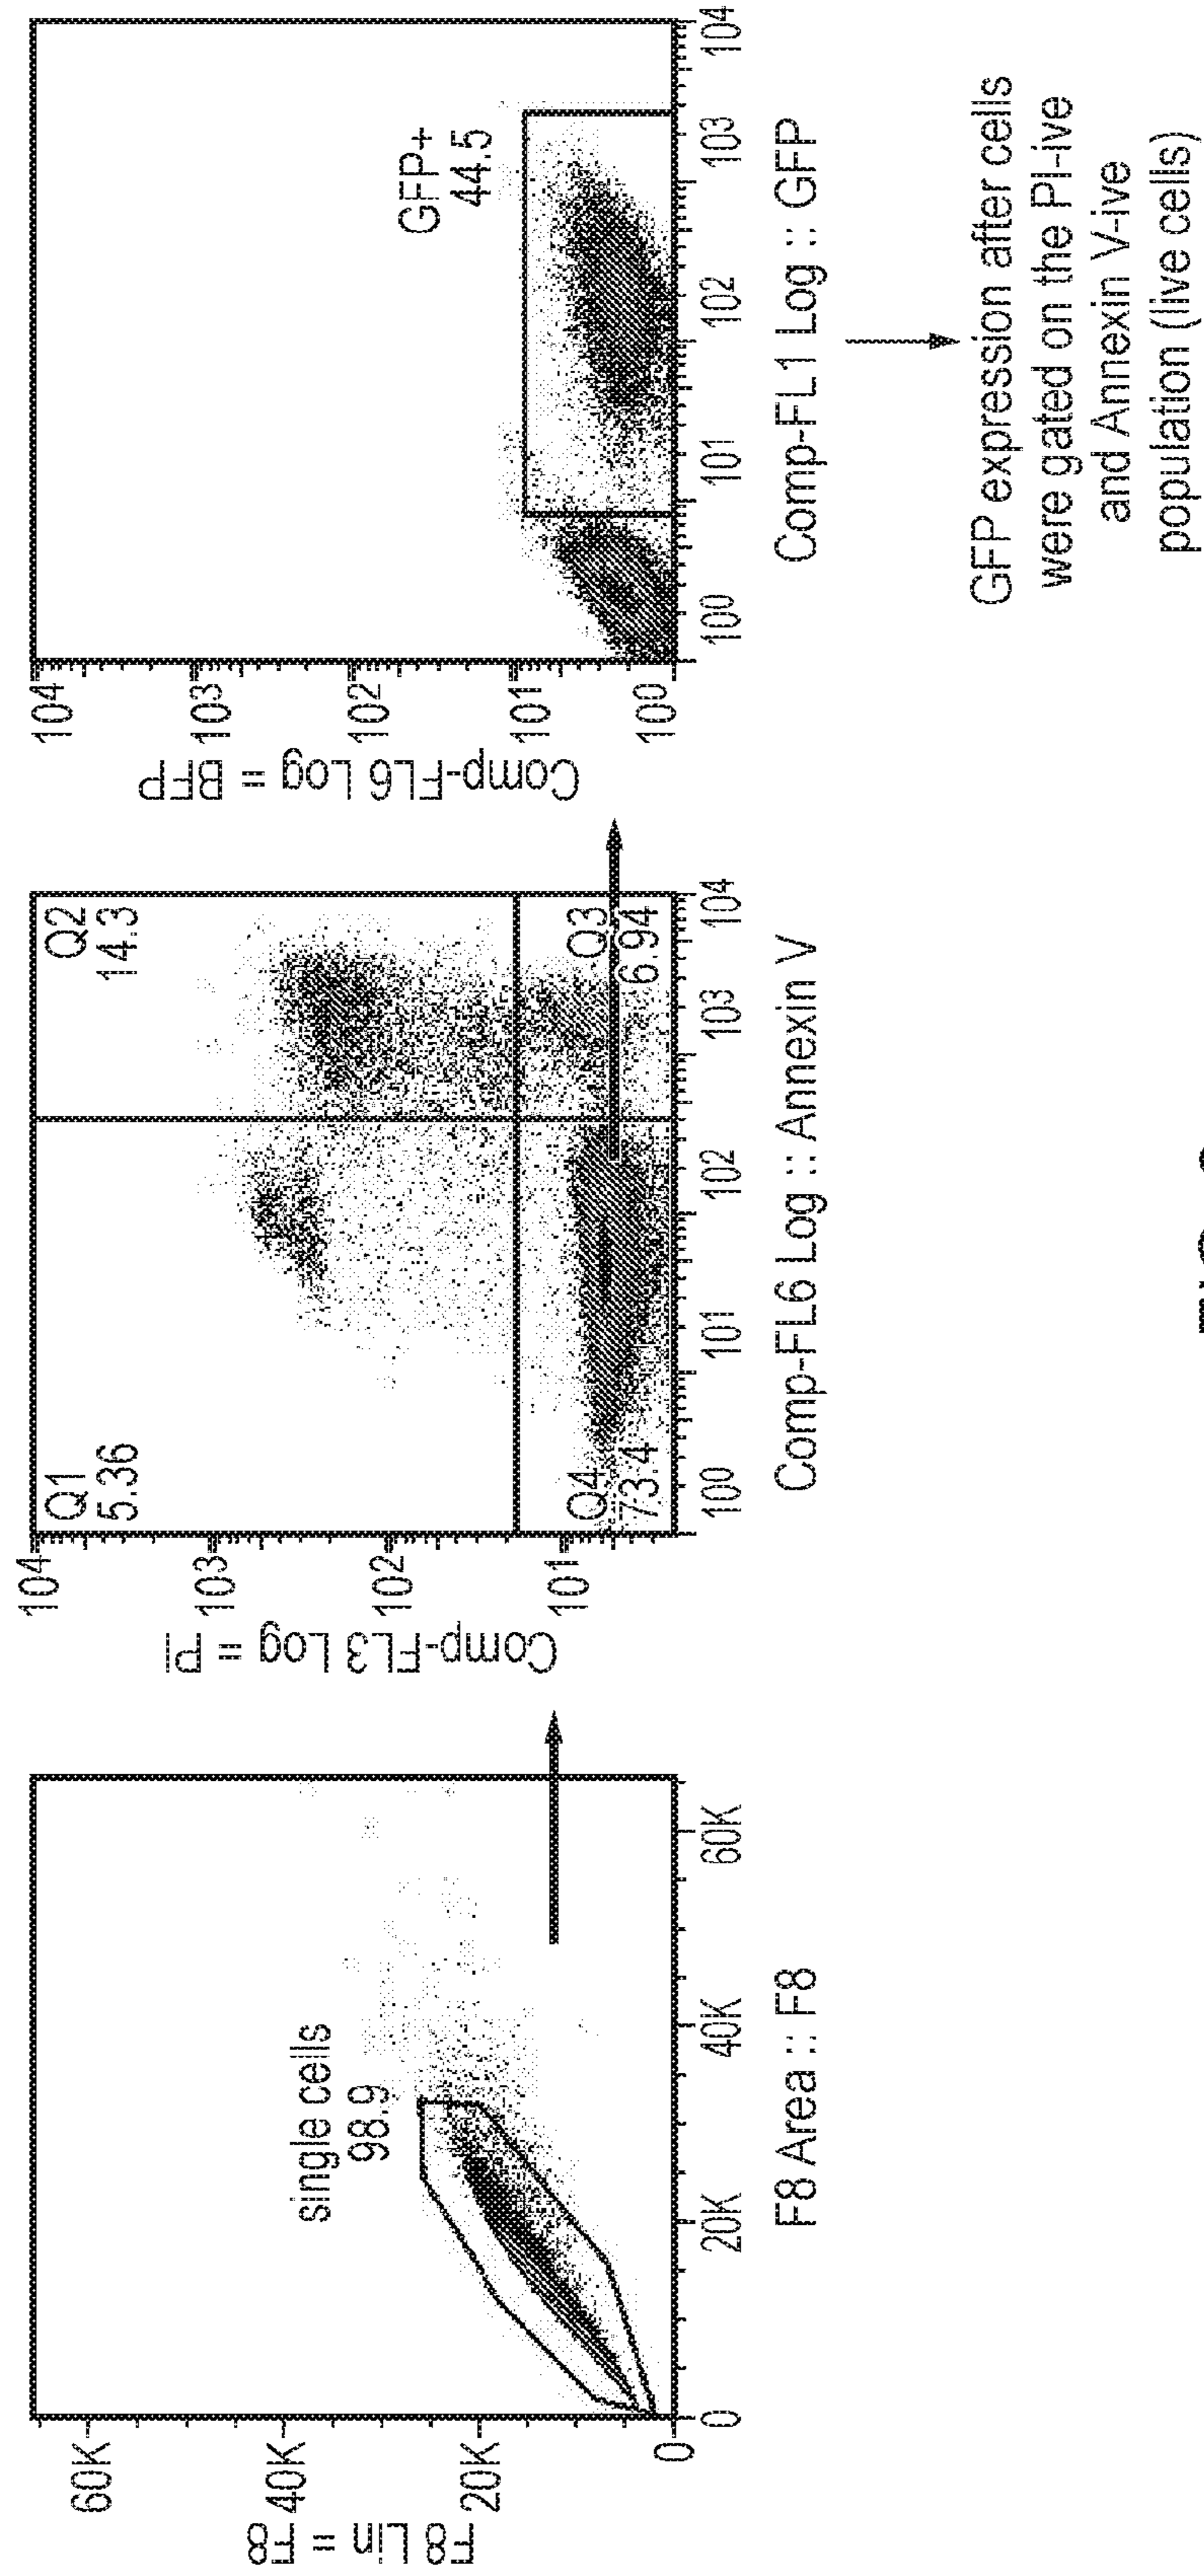 F8 Lin = F8
60K
40K
20K
0
single cells
98.9
0
20K
40K
60K
F8 Area :: F8
Comp-FL3 Log = Pi
104
103
102
101
Q1
5.36
Q2
14.3
Q4
73.4
Q3
6.94
100
101
102
103
104
Comp-FL6 Log :: Annexin V
Comp-FL6 Log = BFP
104
103
102
101
100
GFP+
44.5
100
101
102
103
104
Comp-FL1 Log :: GFP
GFP expression after cells
were gated on the PI-ive
and Annexin V-ive
population (live cells)